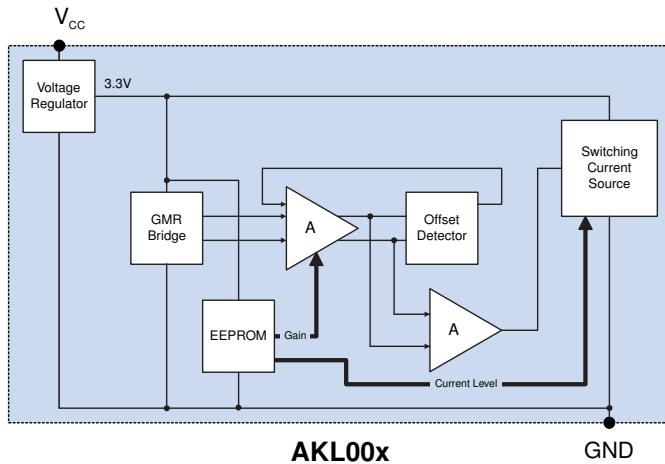 VCC
Voltage
Regulator
3.3V
Switching
Current
Source
GMR
Bridge
A
Offset
Detector
EEPROM
Gain
A
Current Level
AKL00x
GND